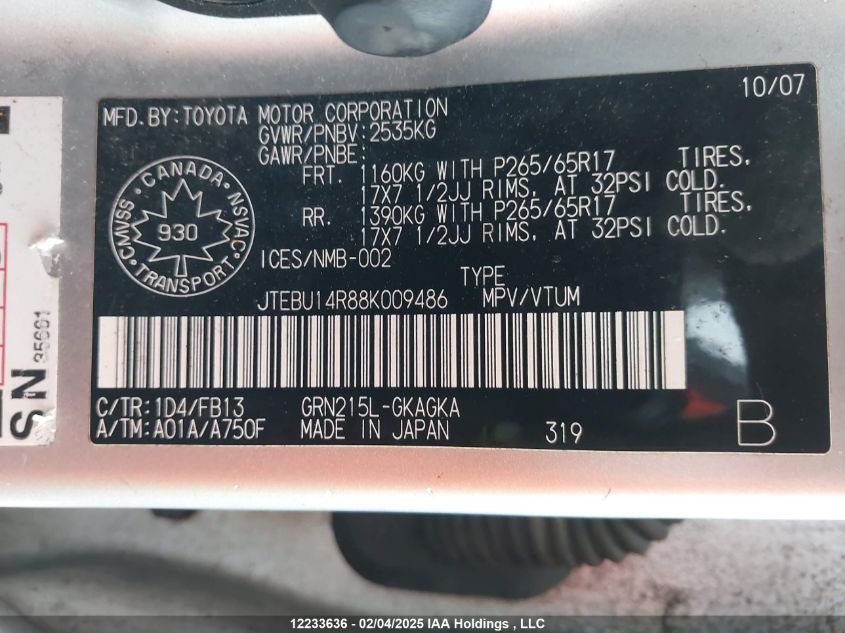 10/07
MFD. BY: TOYOTA MOTOR CORPORATION
GVWR/PNBV: 2535KG
GAWR/PNBE:
FRT. 1160KG WITH P265/65R17 TIRES,
17X7 1/2JJ RIMS, AT 32PSI COLD.
RR. 1390KG WITH P265/65R17 TIRES,
17X7 1/2JJ RIMS, AT 32PSI COLD.
CANADA
CMVSS 930 NSVAC
TRANSPORT
ICES/NMB-002
TYPE
JTEBU14R88K009486 MPV/VTUM
C/TR: 1D4/FB13 GRN215L-GKAGKA
A/TM: A01A/A750F MADE IN JAPAN 319 B
SN 35661
12233636 - 02/04/2025 IAA Holdings , LLC